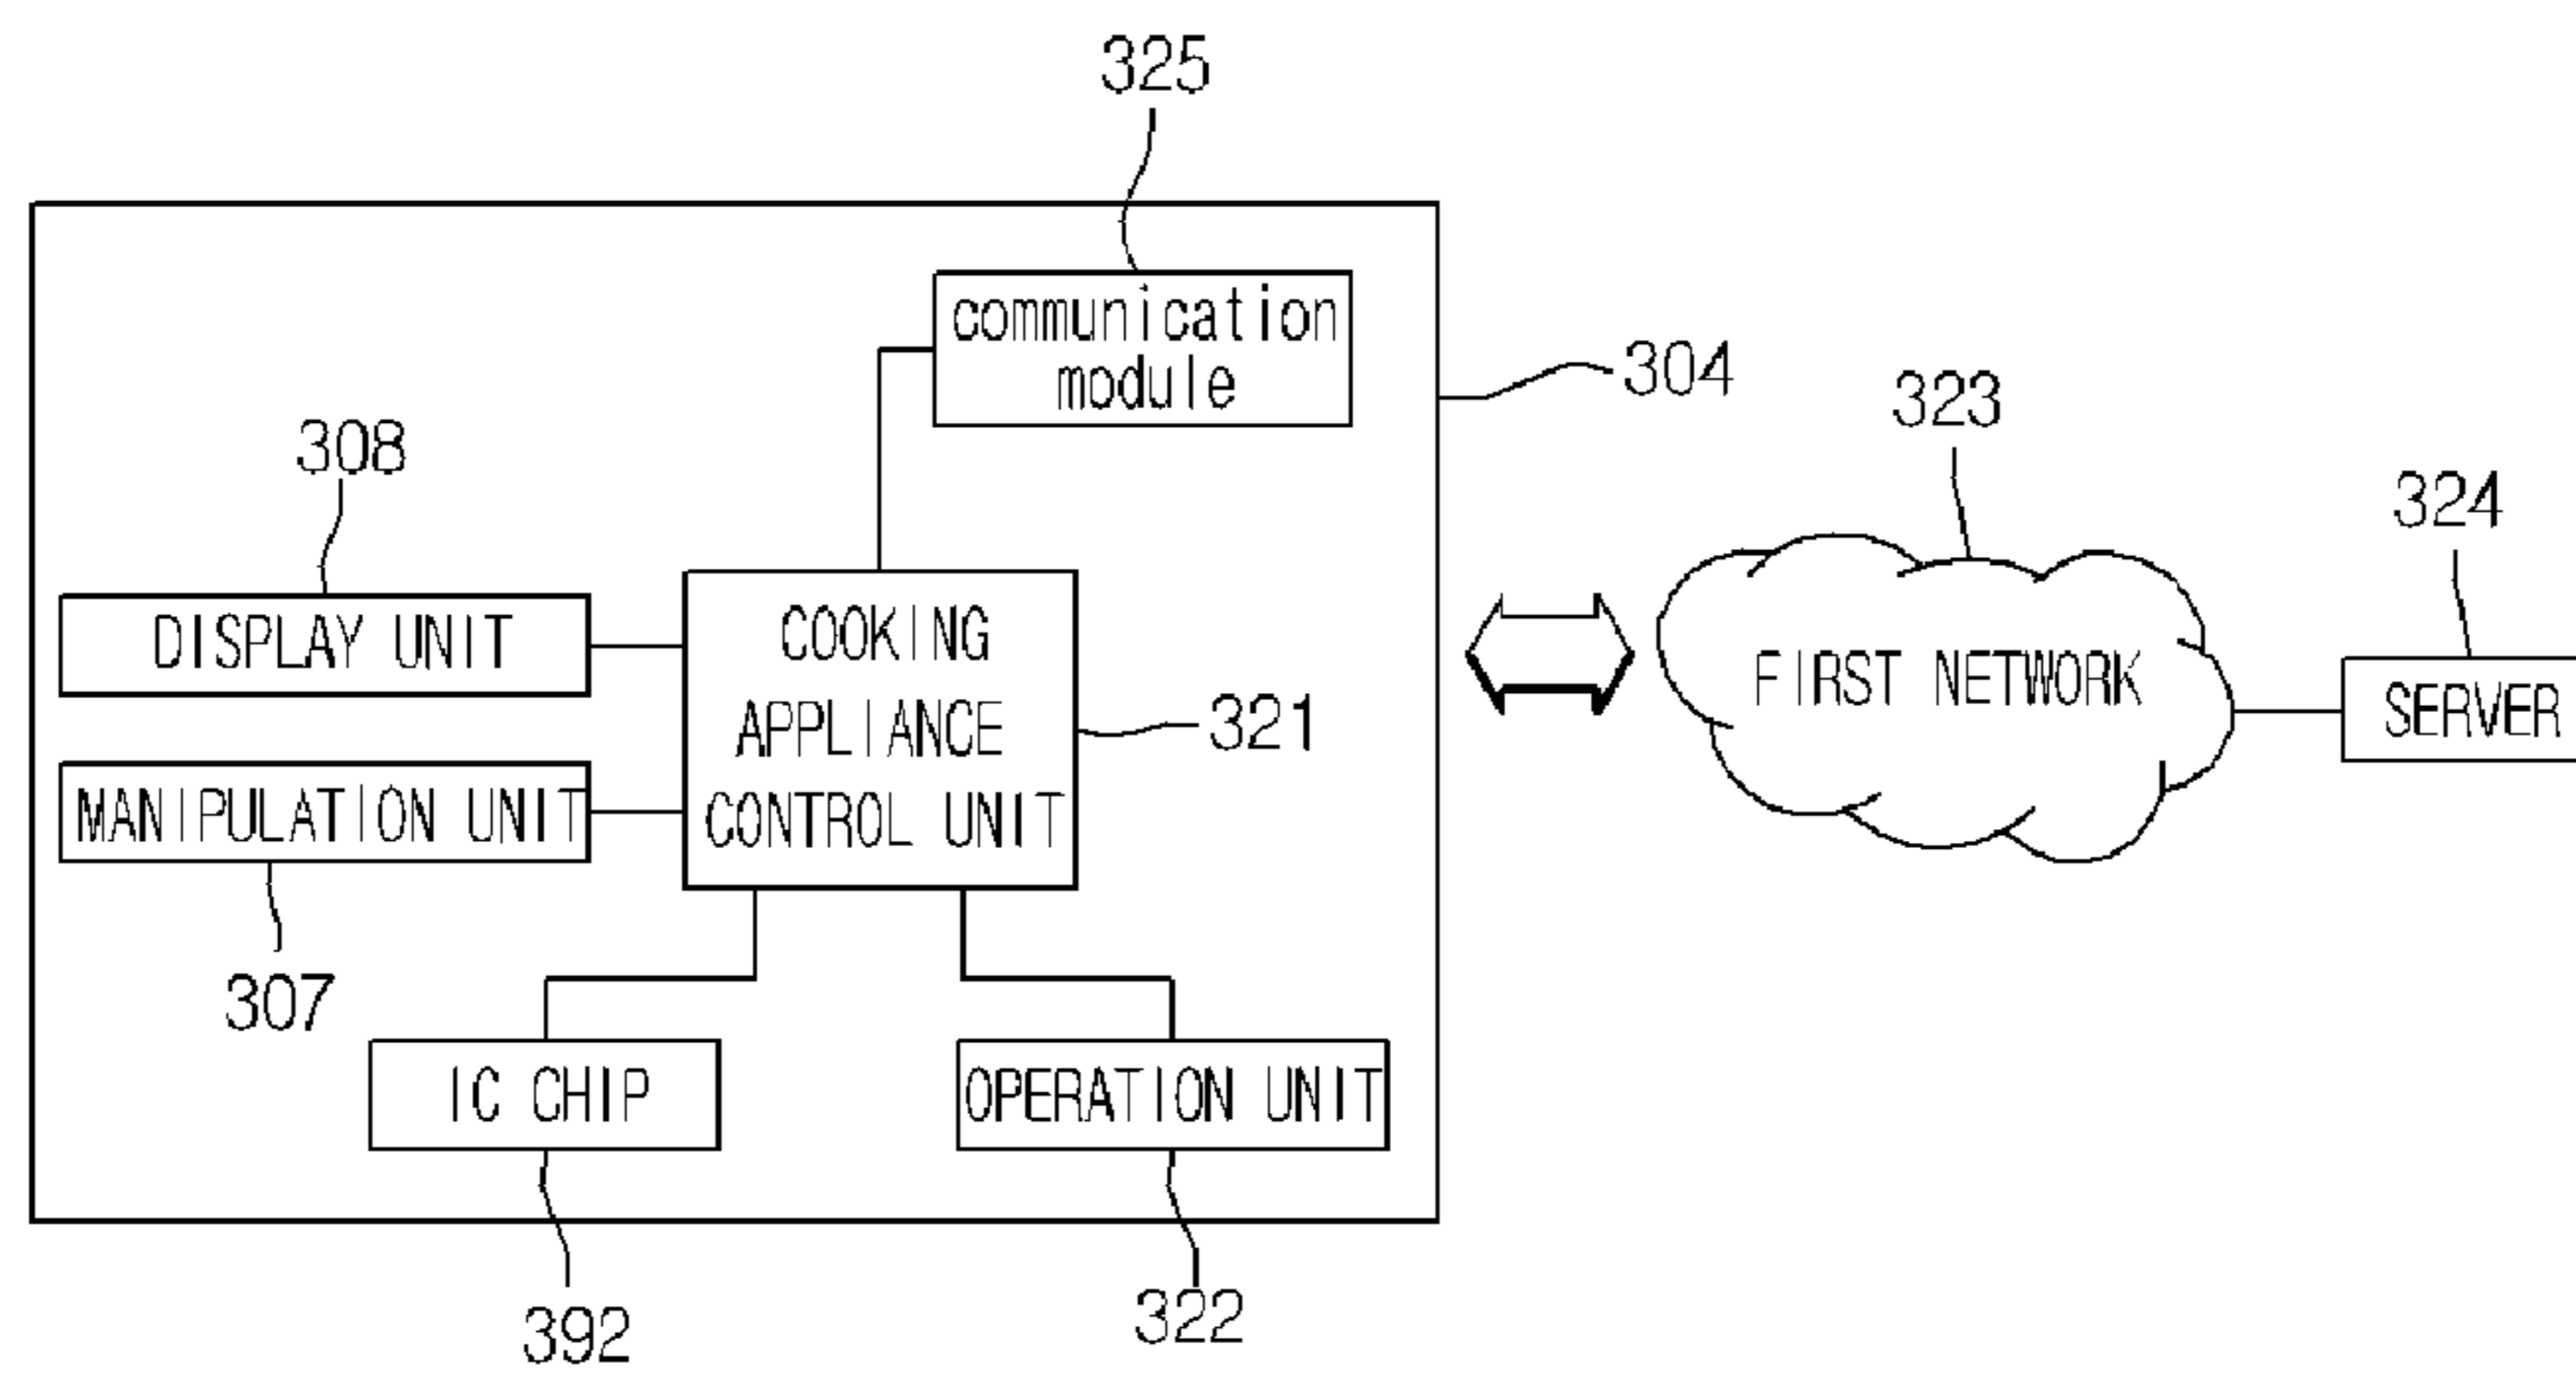 325
communication
module
304
323
308
324
DISPLAY UNIT
COOKING
APPLIANCE
CONTROL UNIT
321
FIRST NETWORK
SERVER
MANIPULATION UNIT
307
IC CHIP
OPERATION UNIT
392
322